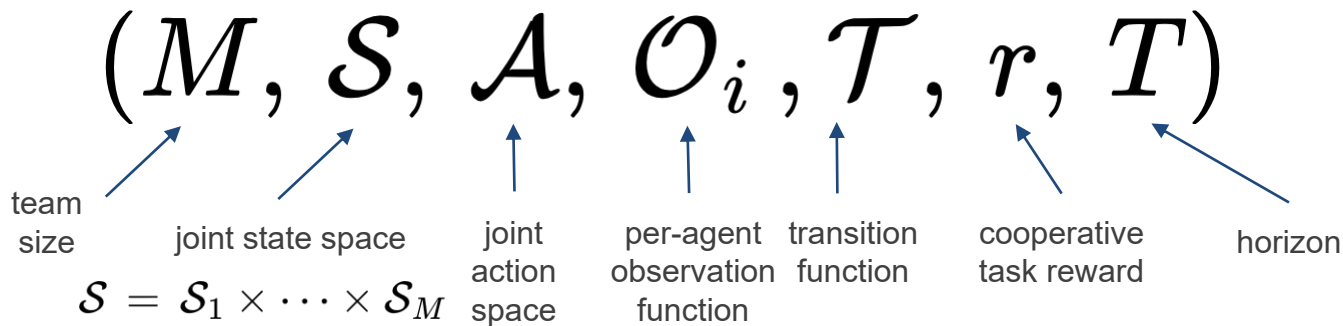 (M, 𝒮, 𝒜, 𝒪ᵢ, 𝒯, r, T)
team
size
joint state space
𝒮 = 𝒮₁ × ⋯ × 𝒮_M
joint
action
space
per-agent
observation
function
transition
function
cooperative
task reward
horizon